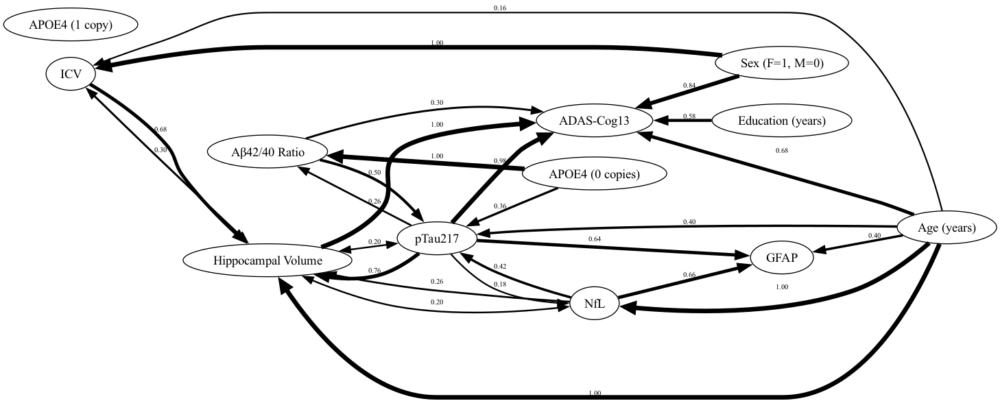 0.16
APOE4 (1 copy)
1.00
Sex (F=1, M=0)
ICV
0.84
0.30
ADAS-Cog13
0.58
Education (years)
0.68
1.00
0.30
Aβ42/40 Ratio
1.00
0.98
0.68
0.50
APOE4 (0 copies)
0.26
0.36
0.40
Age (years)
0.20
pTau217
0.64
0.40
Hippocampal Volume
GFAP
0.76
0.42
0.66
0.26
0.18
1.00
0.20
NfL
1.00